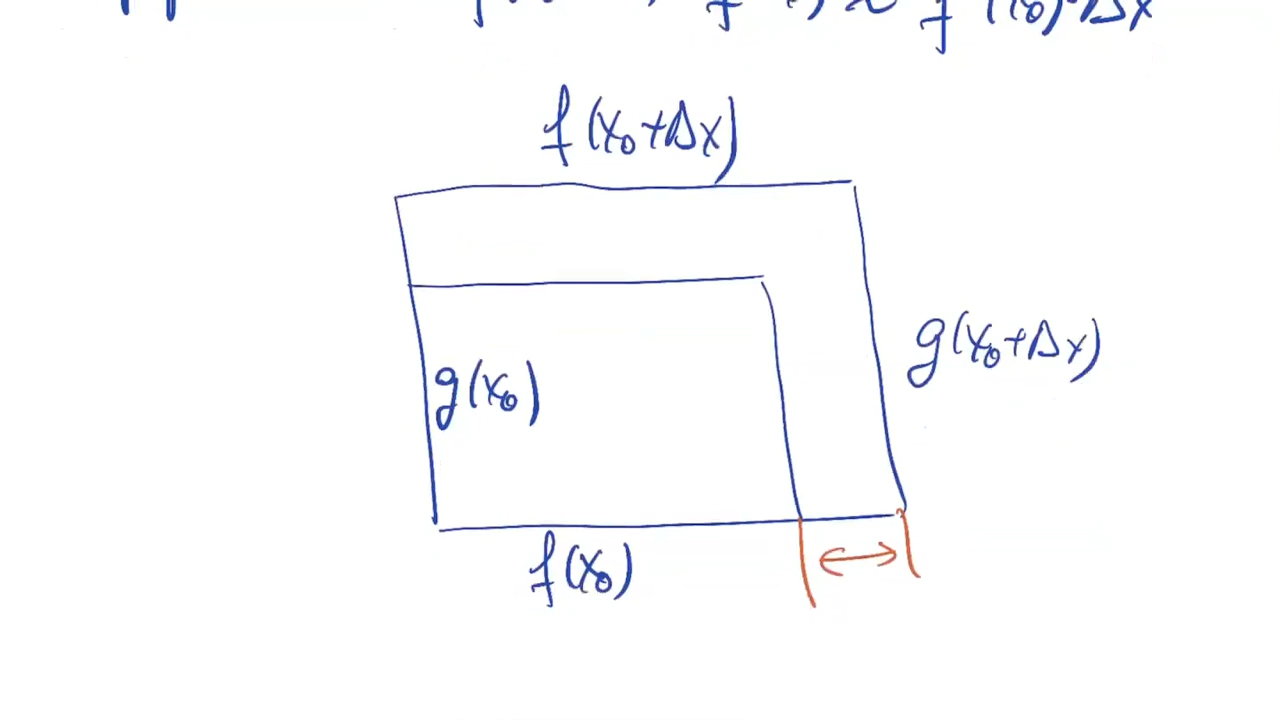 f(x₀+Δx)
g(x₀+Δx)
g(x₀)
f(x₀)